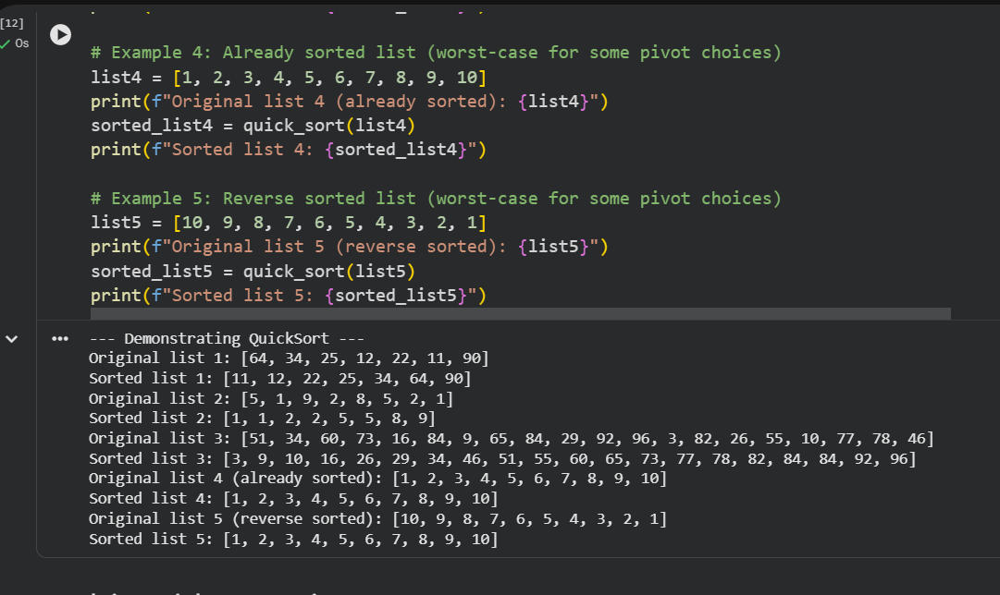 [12]
0s
# Example 4: Already sorted list (worst-case for some pivot choices)
list4 = [1, 2, 3, 4, 5, 6, 7, 8, 9, 10]
print(f"Original list 4 (already sorted): {list4}")
sorted_list4 = quick_sort(list4)
print(f"Sorted list 4: {sorted_list4}")
# Example 5: Reverse sorted list (worst-case for some pivot choices)
list5 = [10, 9, 8, 7, 6, 5, 4, 3, 2, 1]
print(f"Original list 5 (reverse sorted): {list5}")
sorted_list5 = quick_sort(list5)
print(f"Sorted list 5: {sorted_list5}")
--- Demonstrating QuickSort ---
Original list 1: [64, 34, 25, 12, 22, 11, 90]
Sorted list 1: [11, 12, 22, 25, 34, 64, 90]
Original list 2: [5, 1, 9, 2, 8, 5, 2, 1]
Sorted list 2: [1, 1, 2, 2, 5, 5, 8, 9]
Original list 3: [51, 34, 60, 73, 16, 84, 9, 65, 84, 29, 92, 96, 3, 82, 26, 55, 10, 77, 78, 46]
Sorted list 3: [3, 9, 10, 16, 26, 29, 34, 46, 51, 55, 60, 65, 73, 77, 78, 82, 84, 84, 92, 96]
Original list 4 (already sorted): [1, 2, 3, 4, 5, 6, 7, 8, 9, 10]
Sorted list 4: [1, 2, 3, 4, 5, 6, 7, 8, 9, 10]
Original list 5 (reverse sorted): [10, 9, 8, 7, 6, 5, 4, 3, 2, 1]
Sorted list 5: [1, 2, 3, 4, 5, 6, 7, 8, 9, 10]